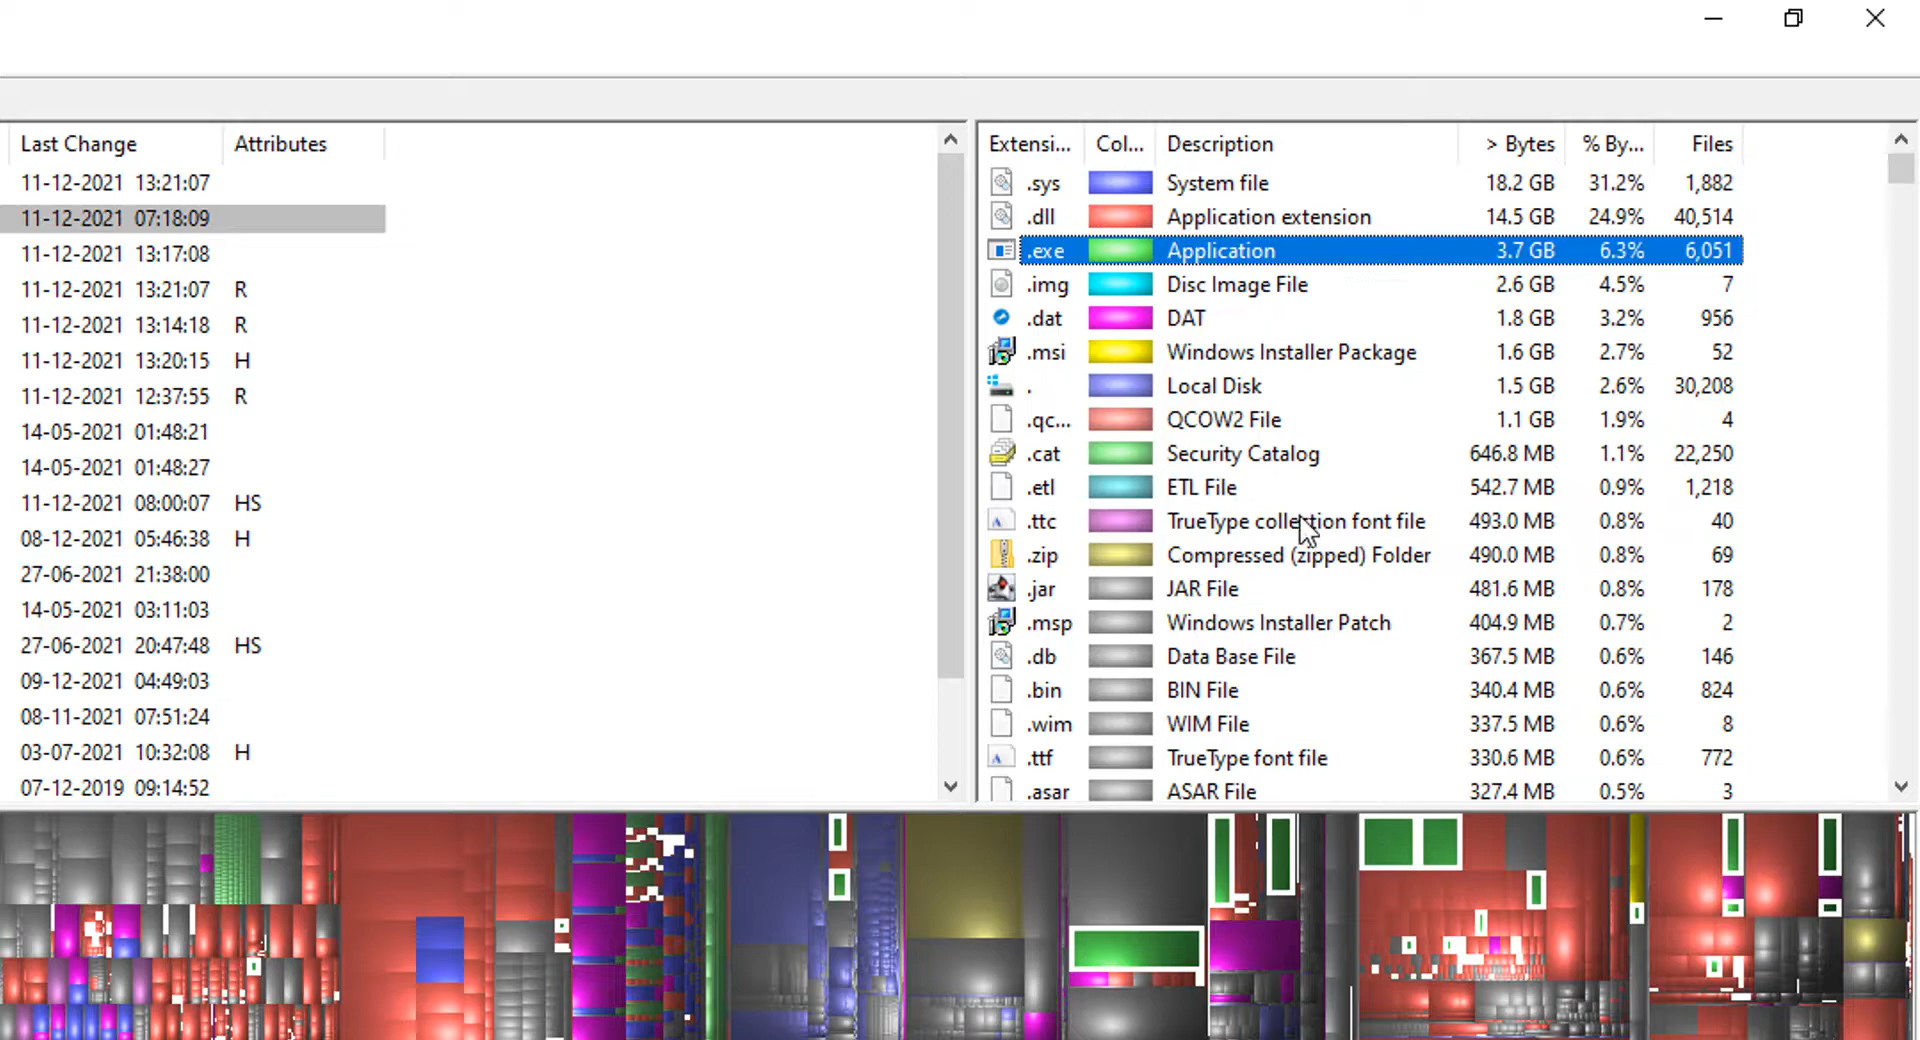 Last Change Attributes
11-12-2021 13:21:07
11-12-2021 07:18:09
11-12-2021 13:17:08
11-12-2021 13:21:07 R
11-12-2021 13:14:18 R
11-12-2021 13:20:15 H
11-12-2021 12:37:55 R
14-05-2021 01:48:21
14-05-2021 01:48:27
11-12-2021 08:00:07 HS
08-12-2021 05:46:38 H
27-06-2021 21:38:00
14-05-2021 03:11:03
27-06-2021 20:47:48 HS
09-12-2021 04:49:03
08-11-2021 07:51:24
03-07-2021 10:32:08 H
07-12-2019 09:14:52
Extensi... Col... Description > Bytes % By... Files
.sys System file 18.2 GB 31.2% 1,882
.dll Application extension 14.5 GB 24.9% 40,514
.exe Application 3.7 GB 6.3% 6,051
.img Disc Image File 2.6 GB 4.5% 7
.dat DAT 1.8 GB 3.2% 956
.msi Windows Installer Package 1.6 GB 2.7% 52
. Local Disk 1.5 GB 2.6% 30,208
.qc... QCOW2 File 1.1 GB 1.9% 4
.cat Security Catalog 646.8 MB 1.1% 22,250
.etl ETL File 542.7 MB 0.9% 1,218
.ttc TrueType collection font file 493.0 MB 0.8% 40
.zip Compressed (zipped) Folder 490.0 MB 0.8% 69
.jar JAR File 481.6 MB 0.8% 178
.msp Windows Installer Patch 404.9 MB 0.7% 2
.db Data Base File 367.5 MB 0.6% 146
.bin BIN File 340.4 MB 0.6% 824
.wim WIM File 337.5 MB 0.6% 8
.ttf TrueType font file 330.6 MB 0.6% 772
.asar ASAR File 327.4 MB 0.5% 3